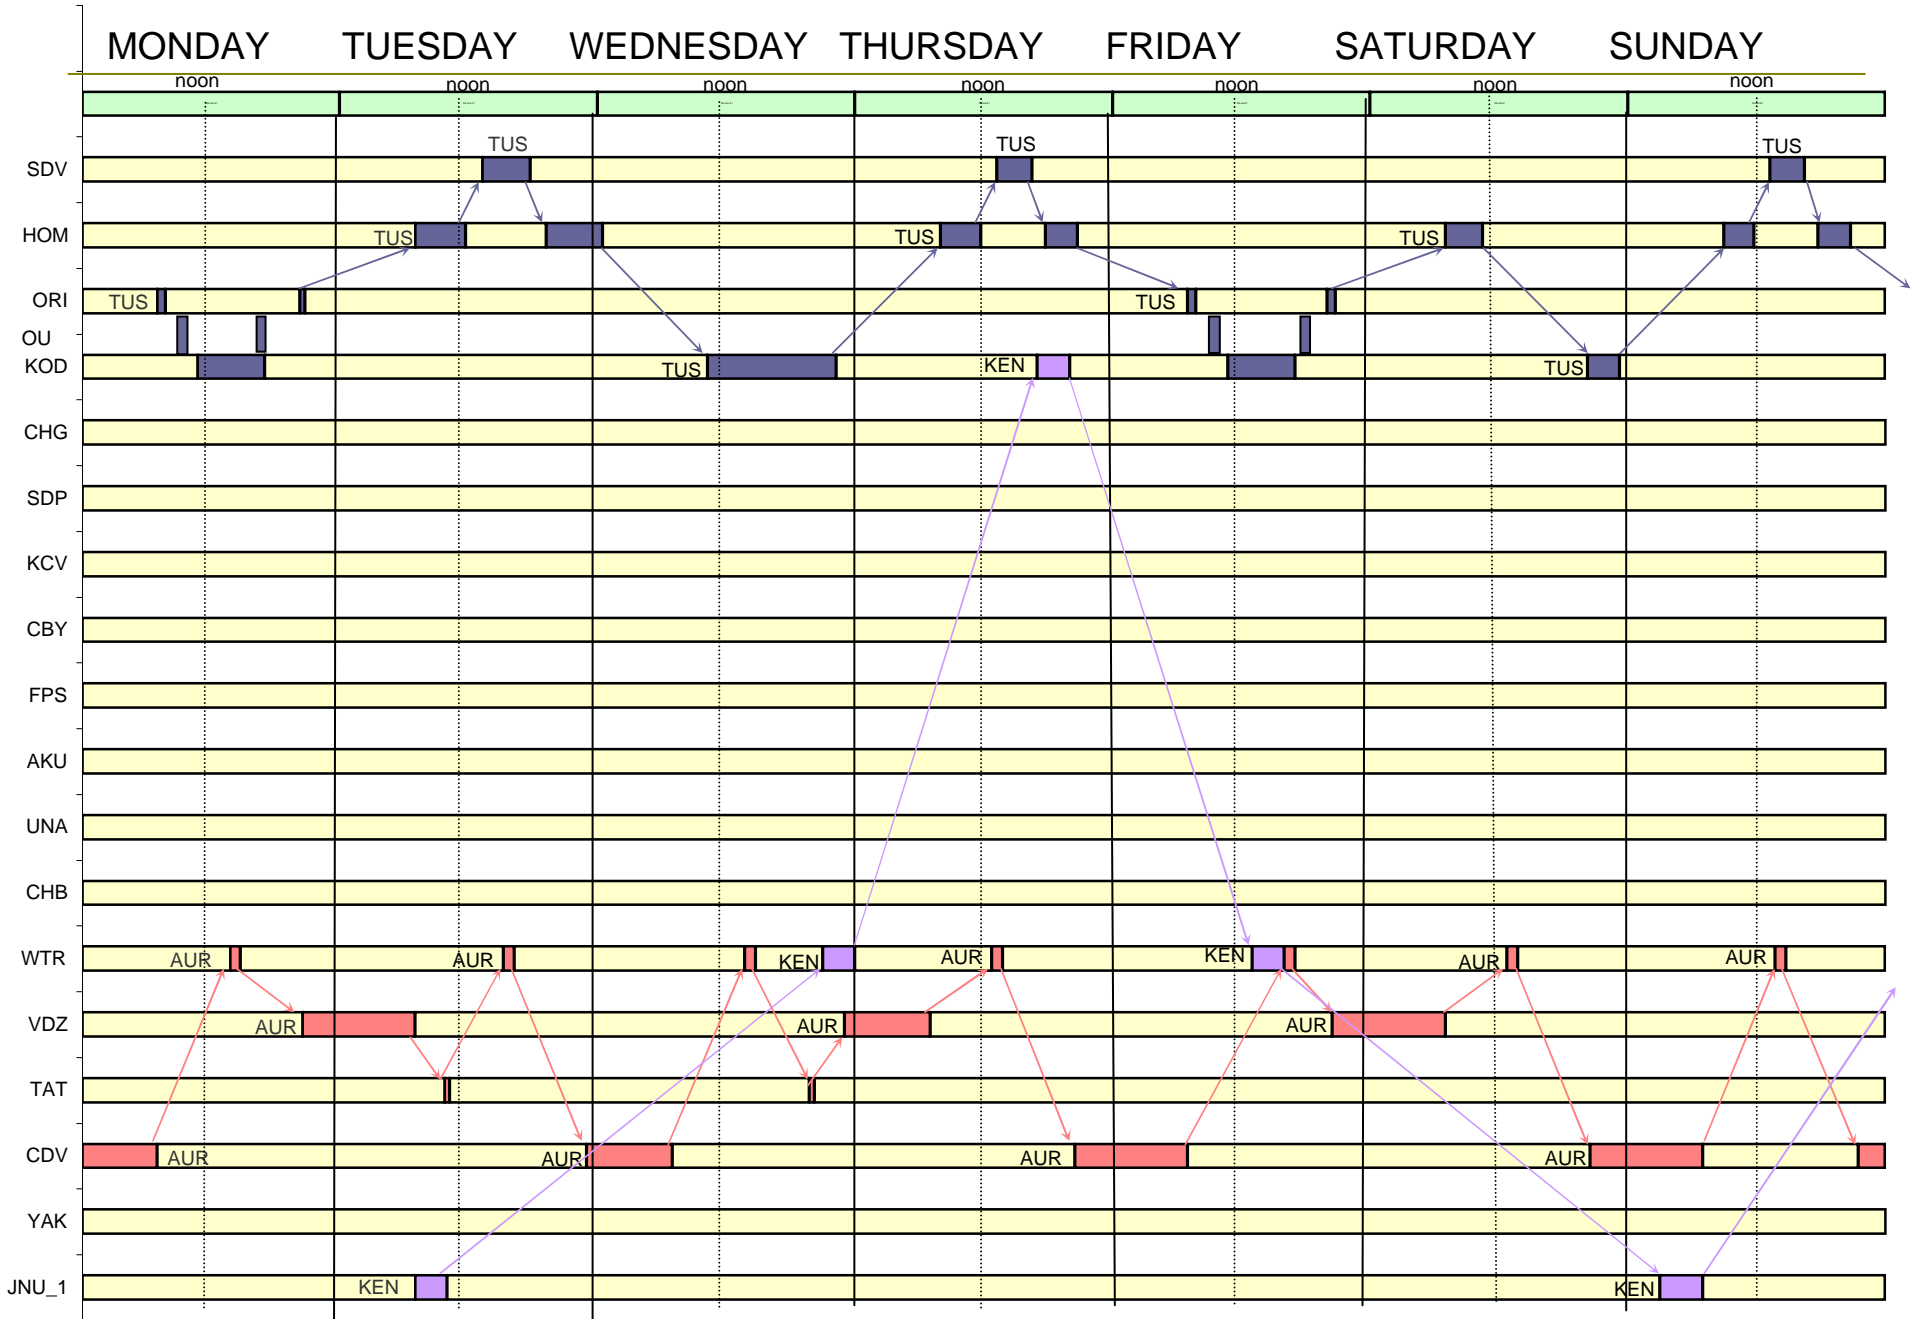 MONDAY TUESDAY WEDNESDAY THURSDAY FRIDAY SATURDAY SUNDAY
noon noon noon noon noon noon noon
TUS TUS TUS
SDV
HOM TUS TUS TUS
ORI TUS TUS
OU
KOD TUS KEN TUS
CHG
SDP
KCV
CBY
FPS
AKU
UNA
CHB
WTR AUR AUR KEN AUR KEN AUR AUR
VDZ AUR AUR AUR
TAT
CDV AUR AUR AUR AUR
YAK
JNU_1 KEN KEN